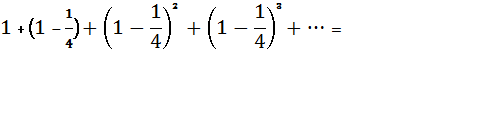 1 + (1 − 1/4) + (1 − 1/4)² + (1 − 1/4)³ + ⋯ =